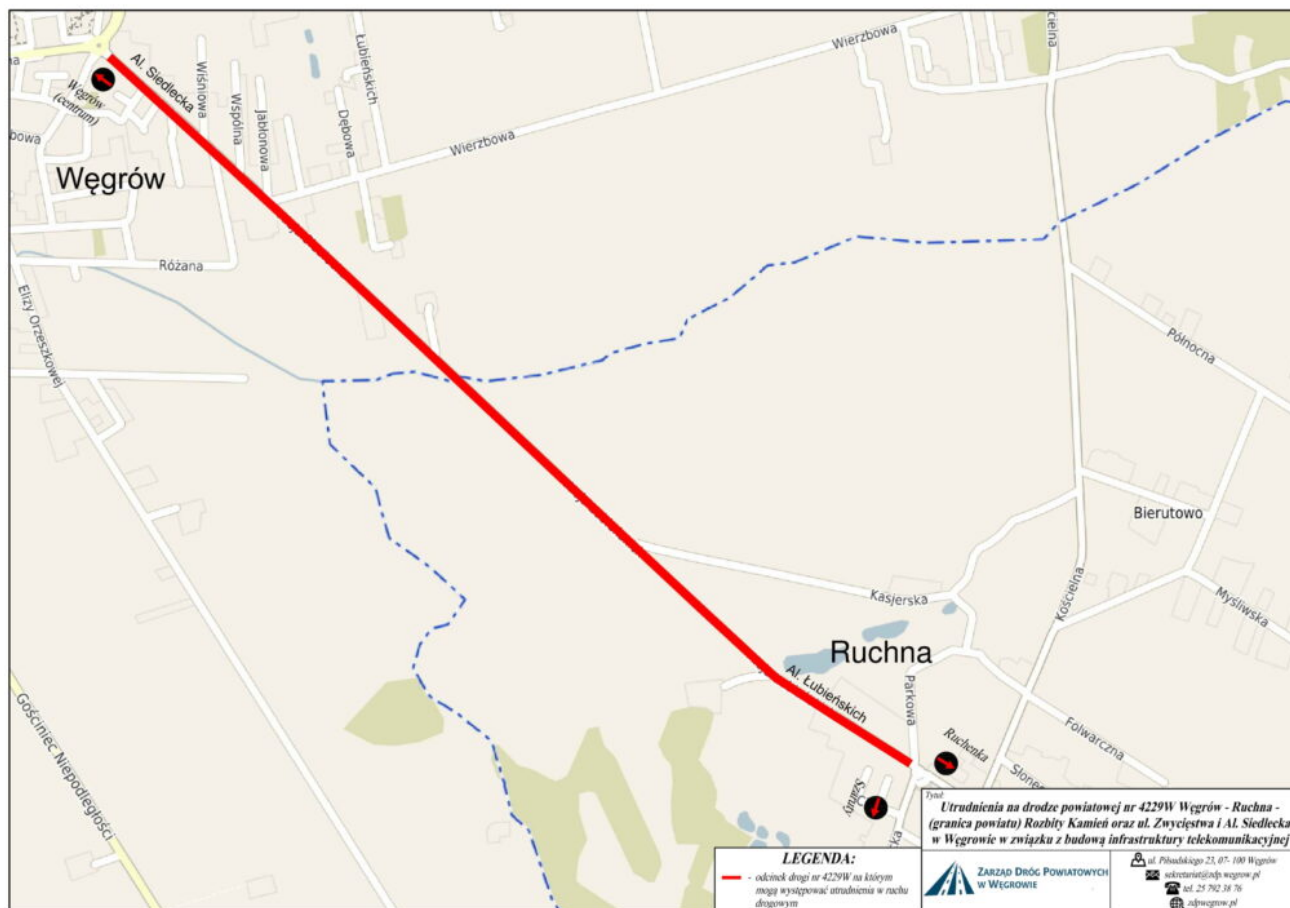 Al. Siedlecka
Węgrów
(centrum)
Węgrów
Wiśniowa
Wspólna
Jabłonowa
Łubieńskich
Dębowa
Wierzbowa
Wierzbowa
Różana
Elizy Orzeszkowej
Gościniec Niepodległości
Północna
Bierutowo
Myśliwska
Kościelna
Kasjerska
Ruchna
Al. Łubieńskich
Parkowa
Folwarczna
Ruchenka
Szaruty
LEGENDA:
- odcinek drogi nr 4229W na którym
mogą występować utrudnienia w ruchu
drogowym
Tytuł:
Utrudnienia na drodze powiatowej nr 4229W Węgrów - Ruchna -
(granica powiatu) Rozbity Kamień oraz ul. Zwycięstwa i Al. Siedlecka
w Węgrowie w związku z budową infrastruktury telekomunikacyjnej
ZARZĄD DRÓG POWIATOWYCH
W WĘGROWIE
ul. Piłsudskiego 23, 07- 100 Węgrów
sekretariat@zdp.wegrow.pl
tel. 25 792 38 76
zdpwegrow.pl